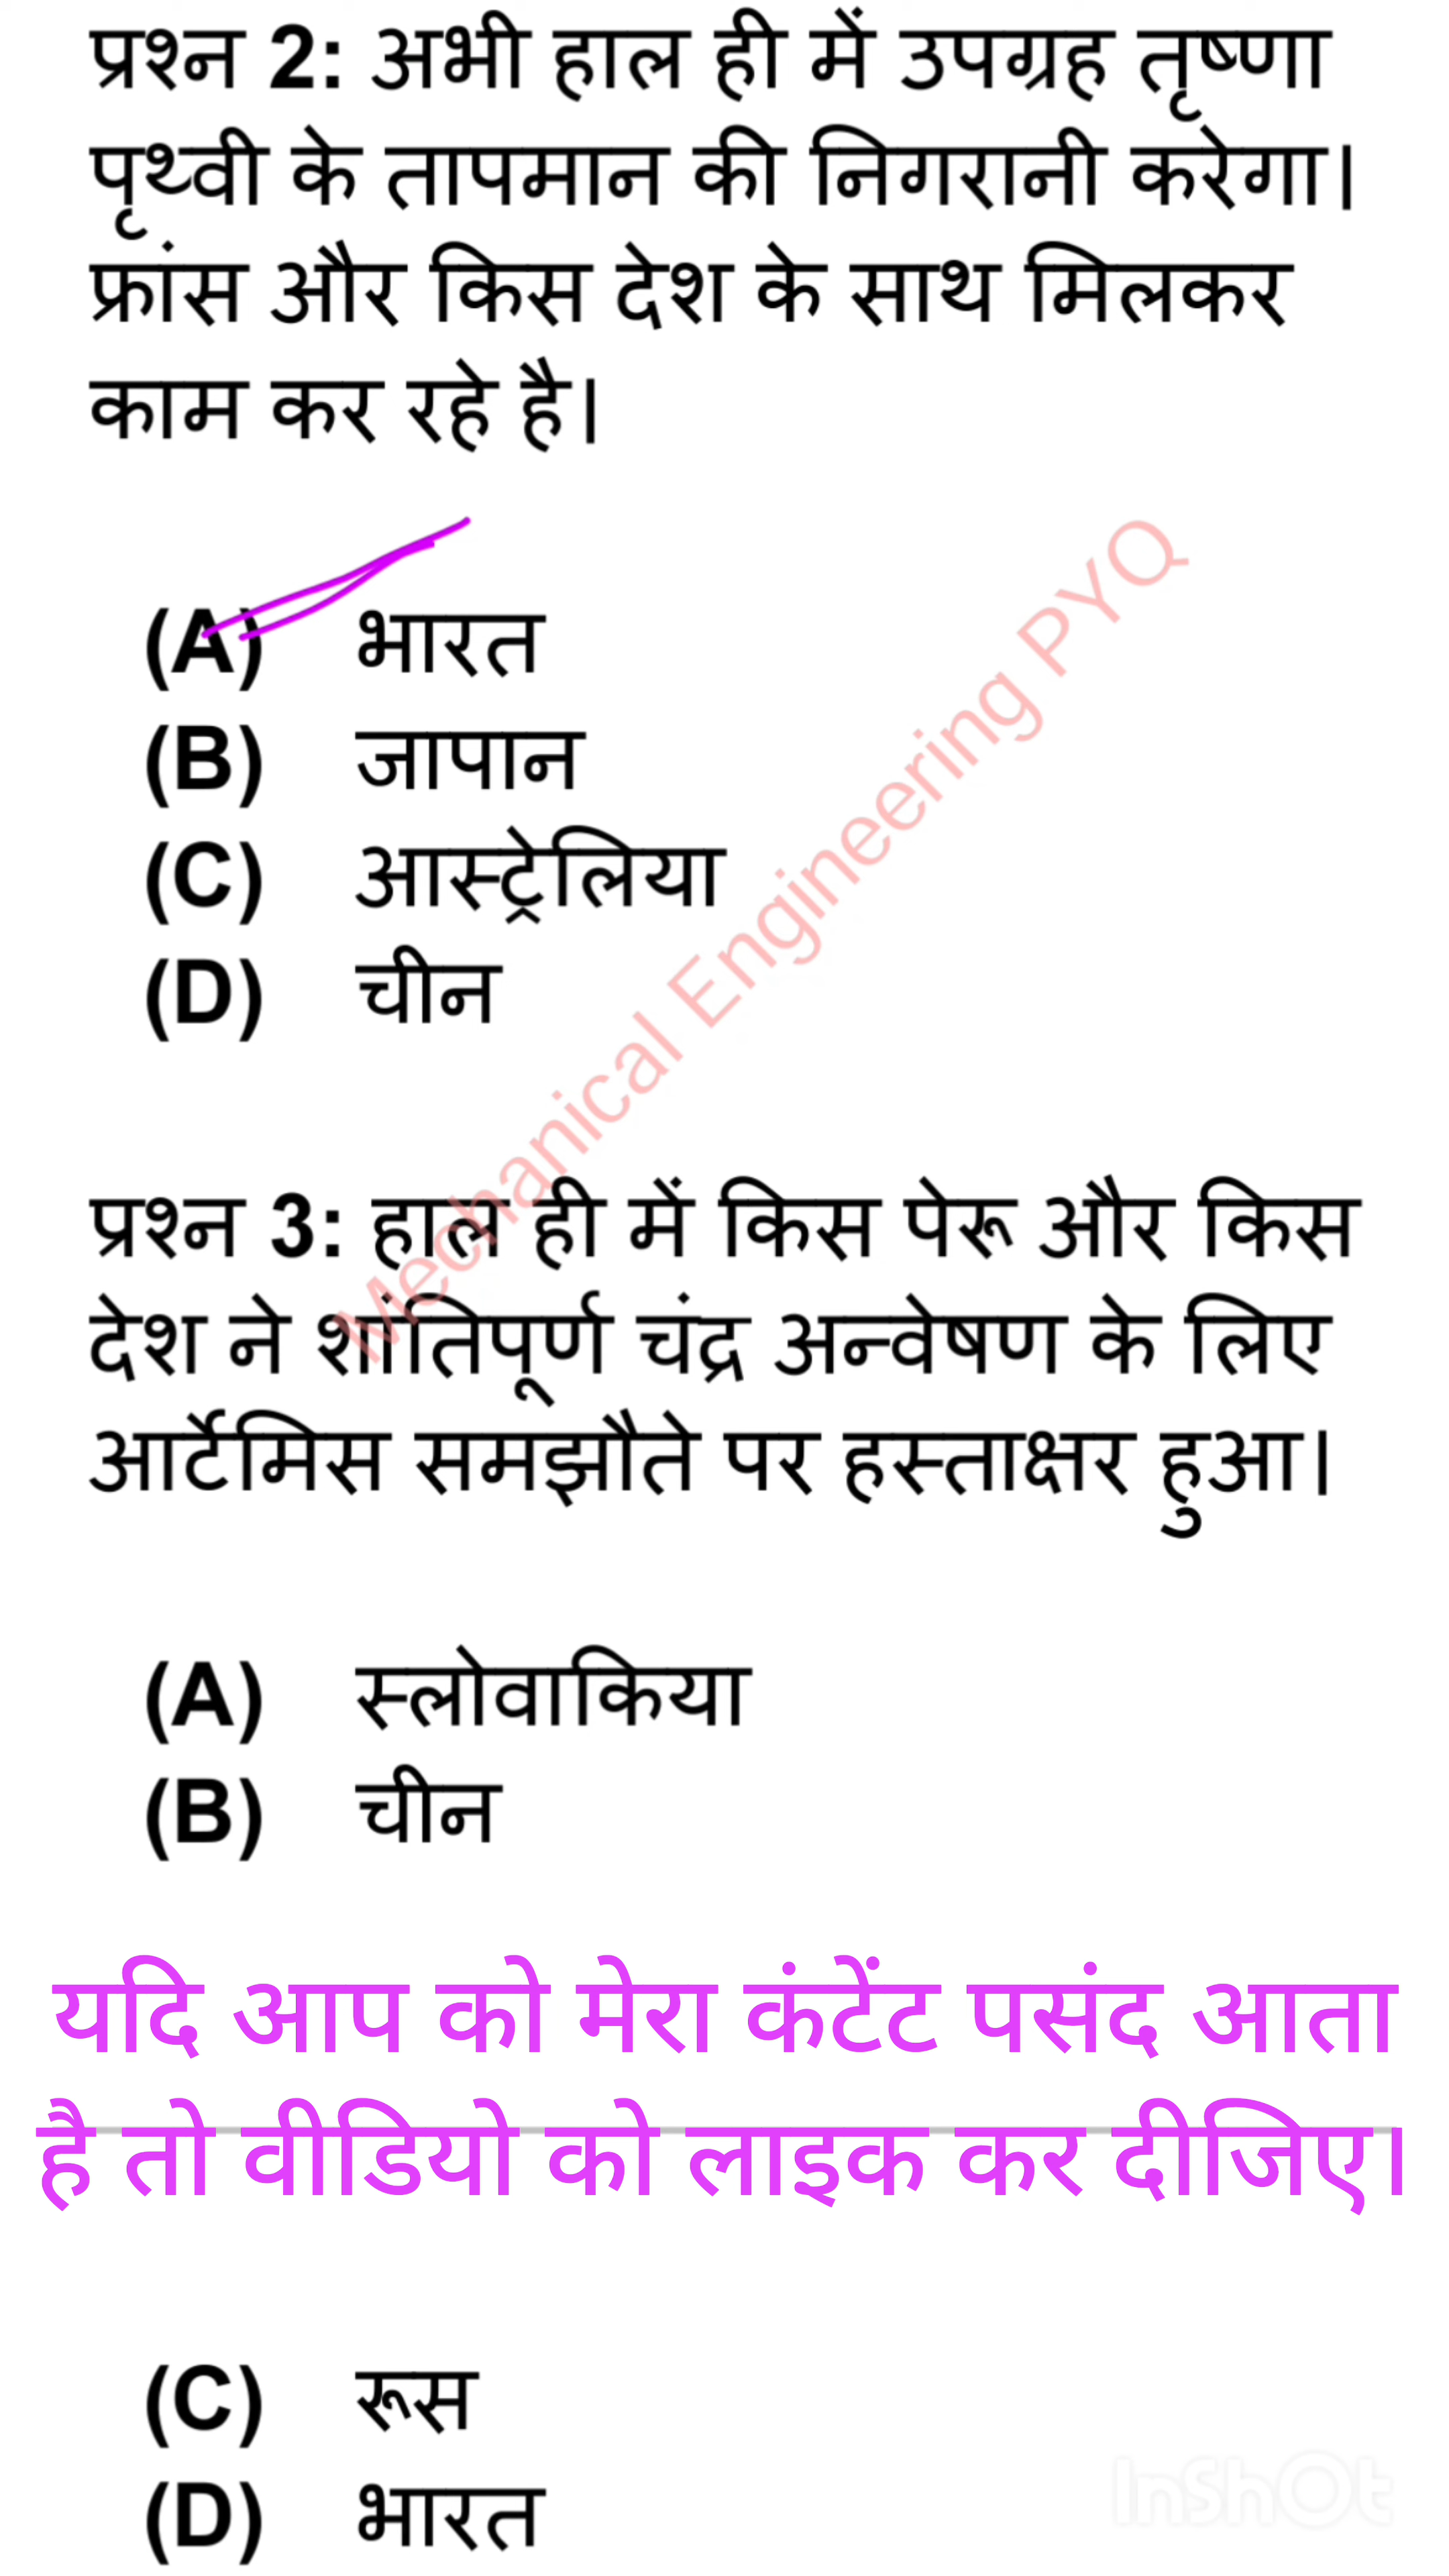 प्रश्न 2: अभी हाल ही में उपग्रह तृष्णा
पृथ्वी के तापमान की निगरानी करेगा।
फ्रांस और किस देश के साथ मिलकर
काम कर रहे है।
(A) भारत
(B) जापान
(C) आस्ट्रेलिया
(D) चीन
Mechanical Engineering PYQ
प्रश्न 3: हाल ही में किस पेरू और किस
देश ने शांतिपूर्ण चंद्र अन्वेषण के लिए
आर्टेमिस समझौते पर हस्ताक्षर हुआ।
(A) स्लोवाकिया
(B) चीन
यदि आप को मेरा कंटेंट पसंद आता
है तो वीडियो को लाइक कर दीजिए।
(C) रूस
(D) भारत
InShOt